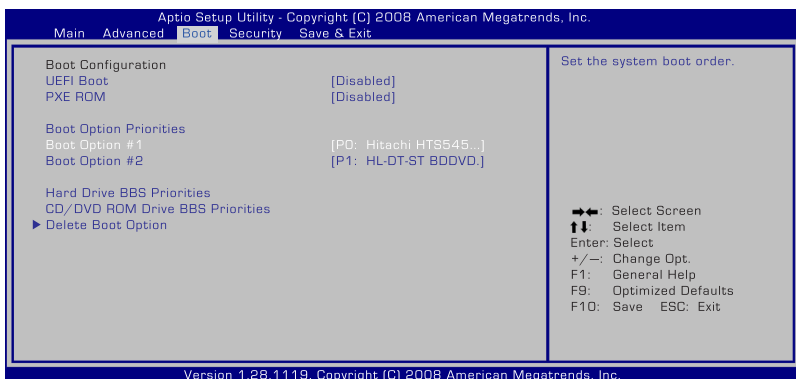 Aptio Setup Utility - Copyright (C) 2008 American Megatrends, Inc.
Main Advanced Boot Security Save & Exit
Boot Configuration
UEFI Boot [Disabled]
PXE ROM [Disabled]
Boot Option Priorities
Boot Option #1 [P0: Hitachi HTS545...]
Boot Option #2 [P1: HL-DT-ST BDDVD.]
Hard Drive BBS Priorities
CD/DVD ROM Drive BBS Priorities
▶ Delete Boot Option
Set the system boot order.
➡⬅: Select Screen
⬆⬇: Select Item
Enter: Select
+/—: Change Opt.
F1: General Help
F9: Optimized Defaults
F10: Save ESC: Exit
Version 1.28.1119. Copyright (C) 2008 American Megatrends, Inc.